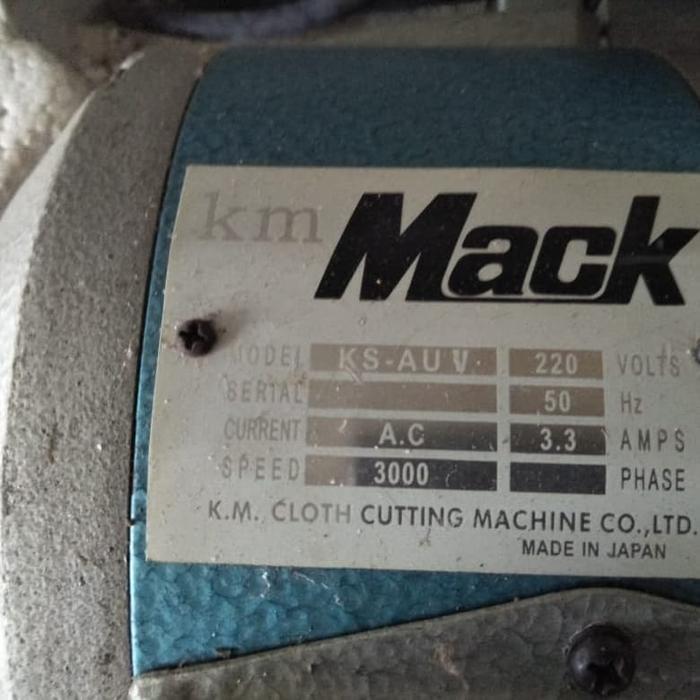 km Mack
MODEL KS-AU V 220 VOLTS
SERIAL 50 Hz
CURRENT A.C 3.3 AMPS
SPEED 3000 PHASE
K.M. CLOTH CUTTING MACHINE CO.,LTD.
MADE IN JAPAN